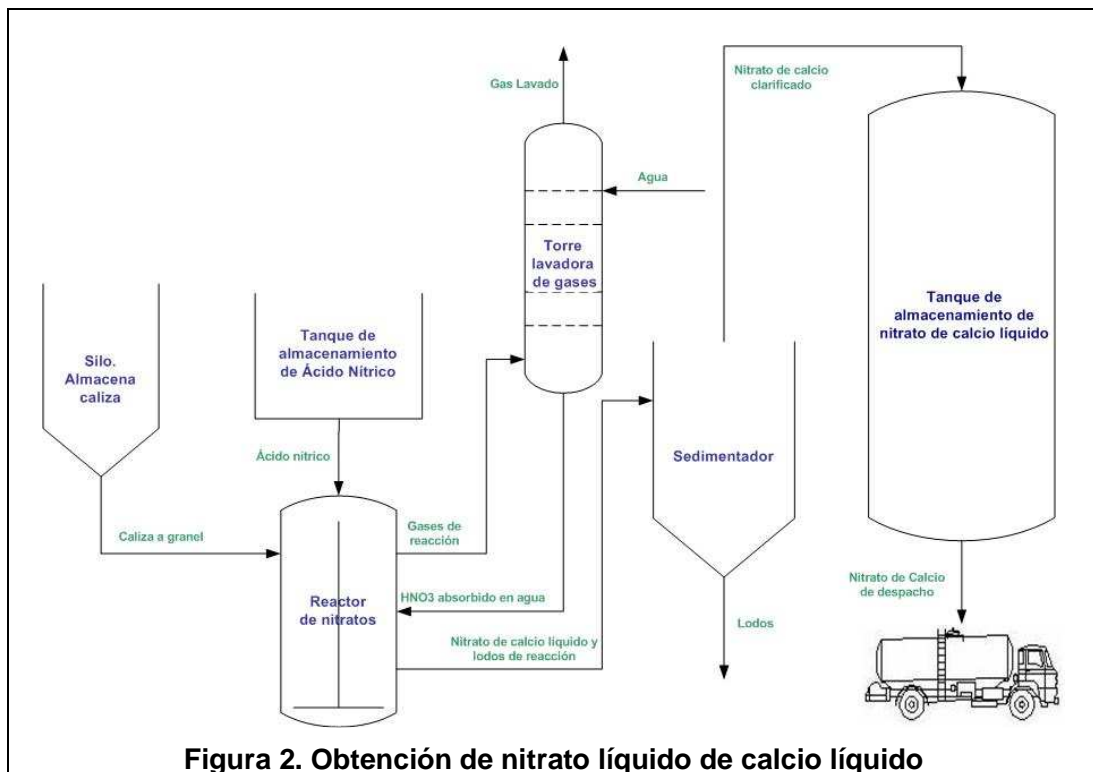 Gas Lavado
Nitrato de calcio
clarificado
Agua
Torre
lavadora
de gases
Tanque de
almacenamiento de
nitrato de calcio líquido
Silo.
Almacena
caliza
Tanque de
almacenamiento
de Ácido Nítrico
Ácido nítrico
Sedimentador
Caliza a granel
Gases de
reacción
Reactor
de nitratos
HNO3 absorbido en agua
Nitrato de calcio líquido y
lodos de reacción
Lodos
Nitrato de Calcio
de despacho
Figura 2. Obtención de nitrato líquido de calcio líquido